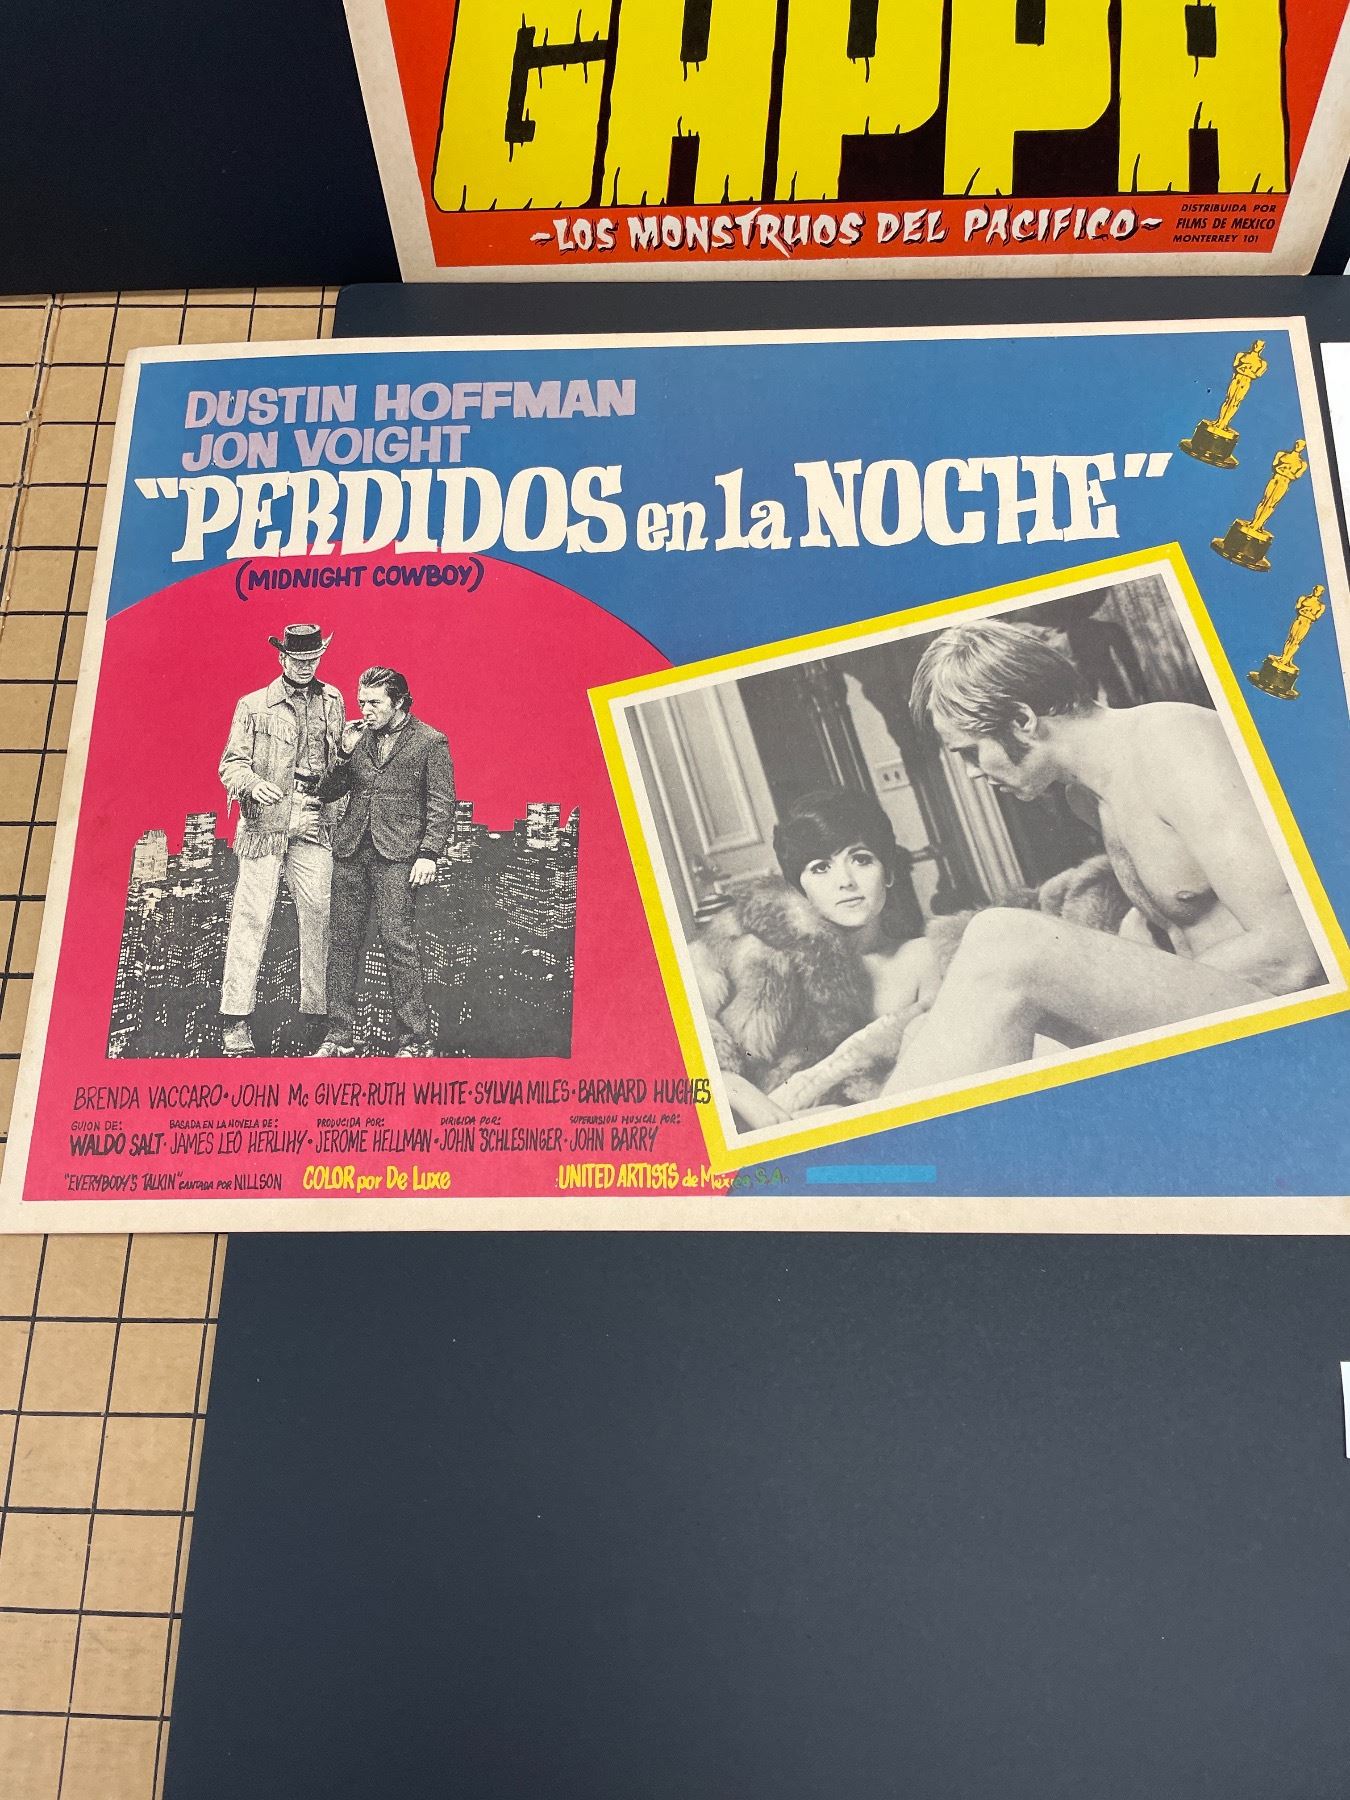 GAPPA
-LOS MONSTRUOS DEL PACIFICO-
DISTRIBUIDA POR
FILMS DE MEXICO
MONTERREY 101
DUSTIN HOFFMAN
JON VOIGHT
"PERDIDOS en la NOCHE"
(MIDNIGHT COWBOY)
BRENDA VACCARO • JOHN Mc GIVER • RUTH WHITE • SYLVIA MILES • BARNARD HUGHES
GUION DE: BASADA EN LA NOVELA DE: PRODUCIDA POR: DIRIGIDA POR: SUPERVISION MUSICAL POR:
WALDO SALT • JAMES LEO HERLIHY • JEROME HELLMAN • JOHN SCHLESINGER • JOHN BARRY
"EVERYBODY'S TALKIN" CANTADA POR NILLSON COLOR por De Luxe UNITED ARTISTS de México S.A.